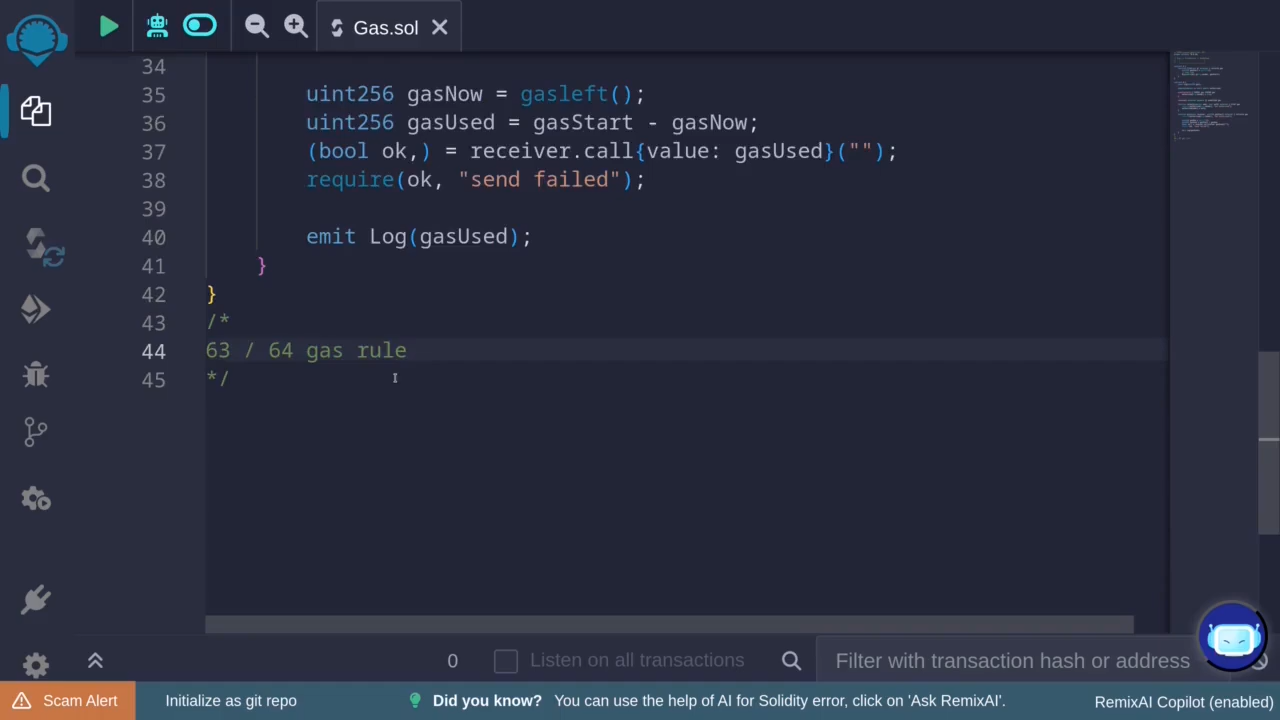 Gas.sol
34
35 uint256 gasNow = gasleft();
36 uint256 gasUsed = gasStart - gasNow;
37 (bool ok,) = receiver.call{value: gasUsed}("");
38 require(ok, "send failed");
39
40 emit Log(gasUsed);
41 }
42 }
43 /*
44 63 / 64 gas rule
45 */
0 Listen on all transactions Filter with transaction hash or address
Scam Alert Initialize as git repo Did you know? You can use the help of AI for Solidity error, click on 'Ask RemixAI'. RemixAI Copilot (enabled)